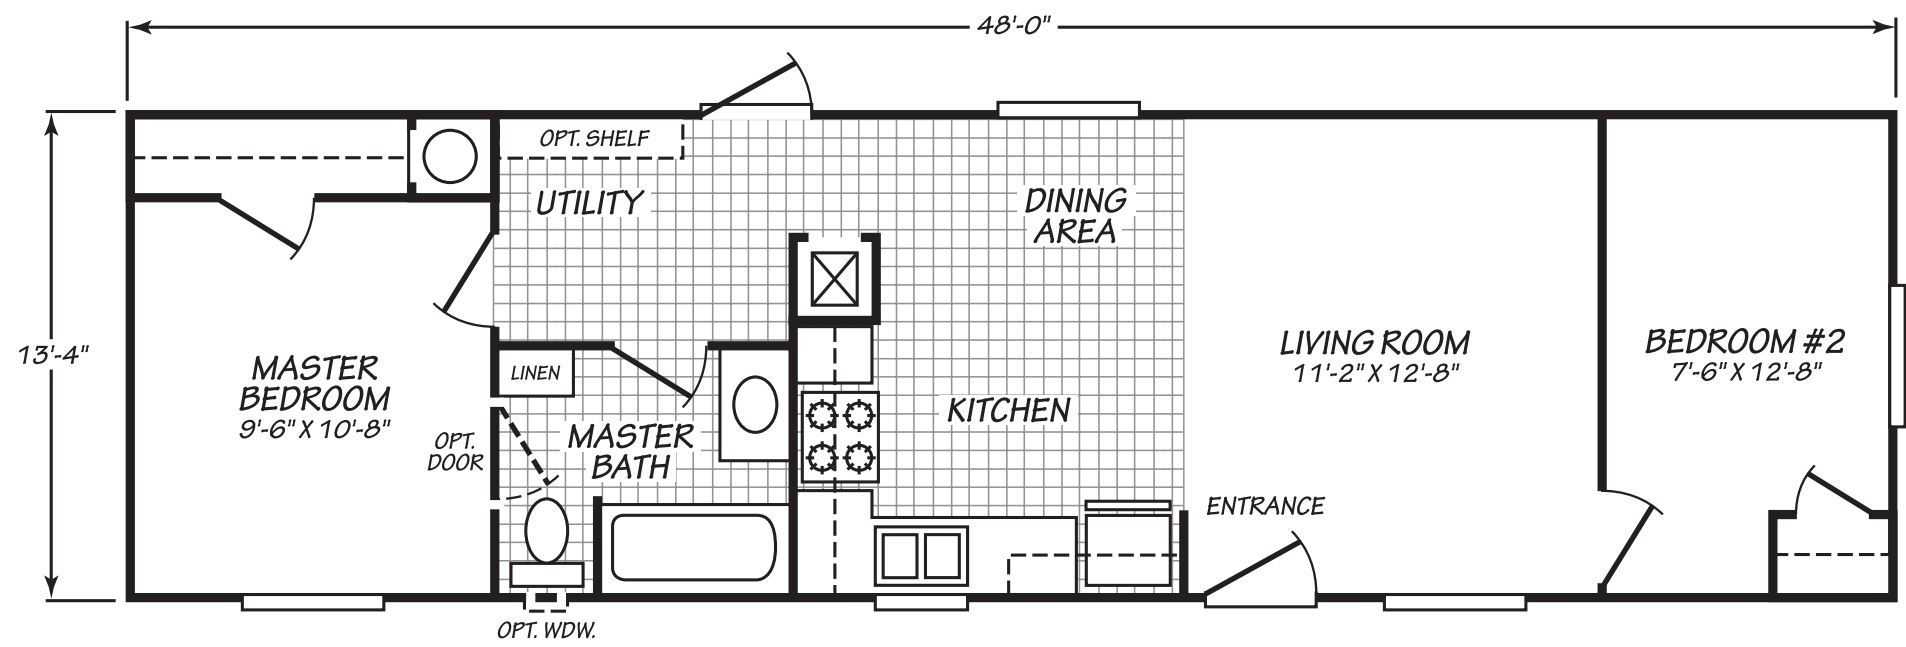 48'-0"
OPT. SHELF
UTILITY
DINING
AREA
13'-4"
MASTER
BEDROOM
9'-6" X 10'-8"
LINEN
OPT.
DOOR
MASTER
BATH
KITCHEN
LIVING ROOM
11'-2" X 12'-8"
BEDROOM #2
7'-6" X 12'-8"
ENTRANCE
OPT. WDW.